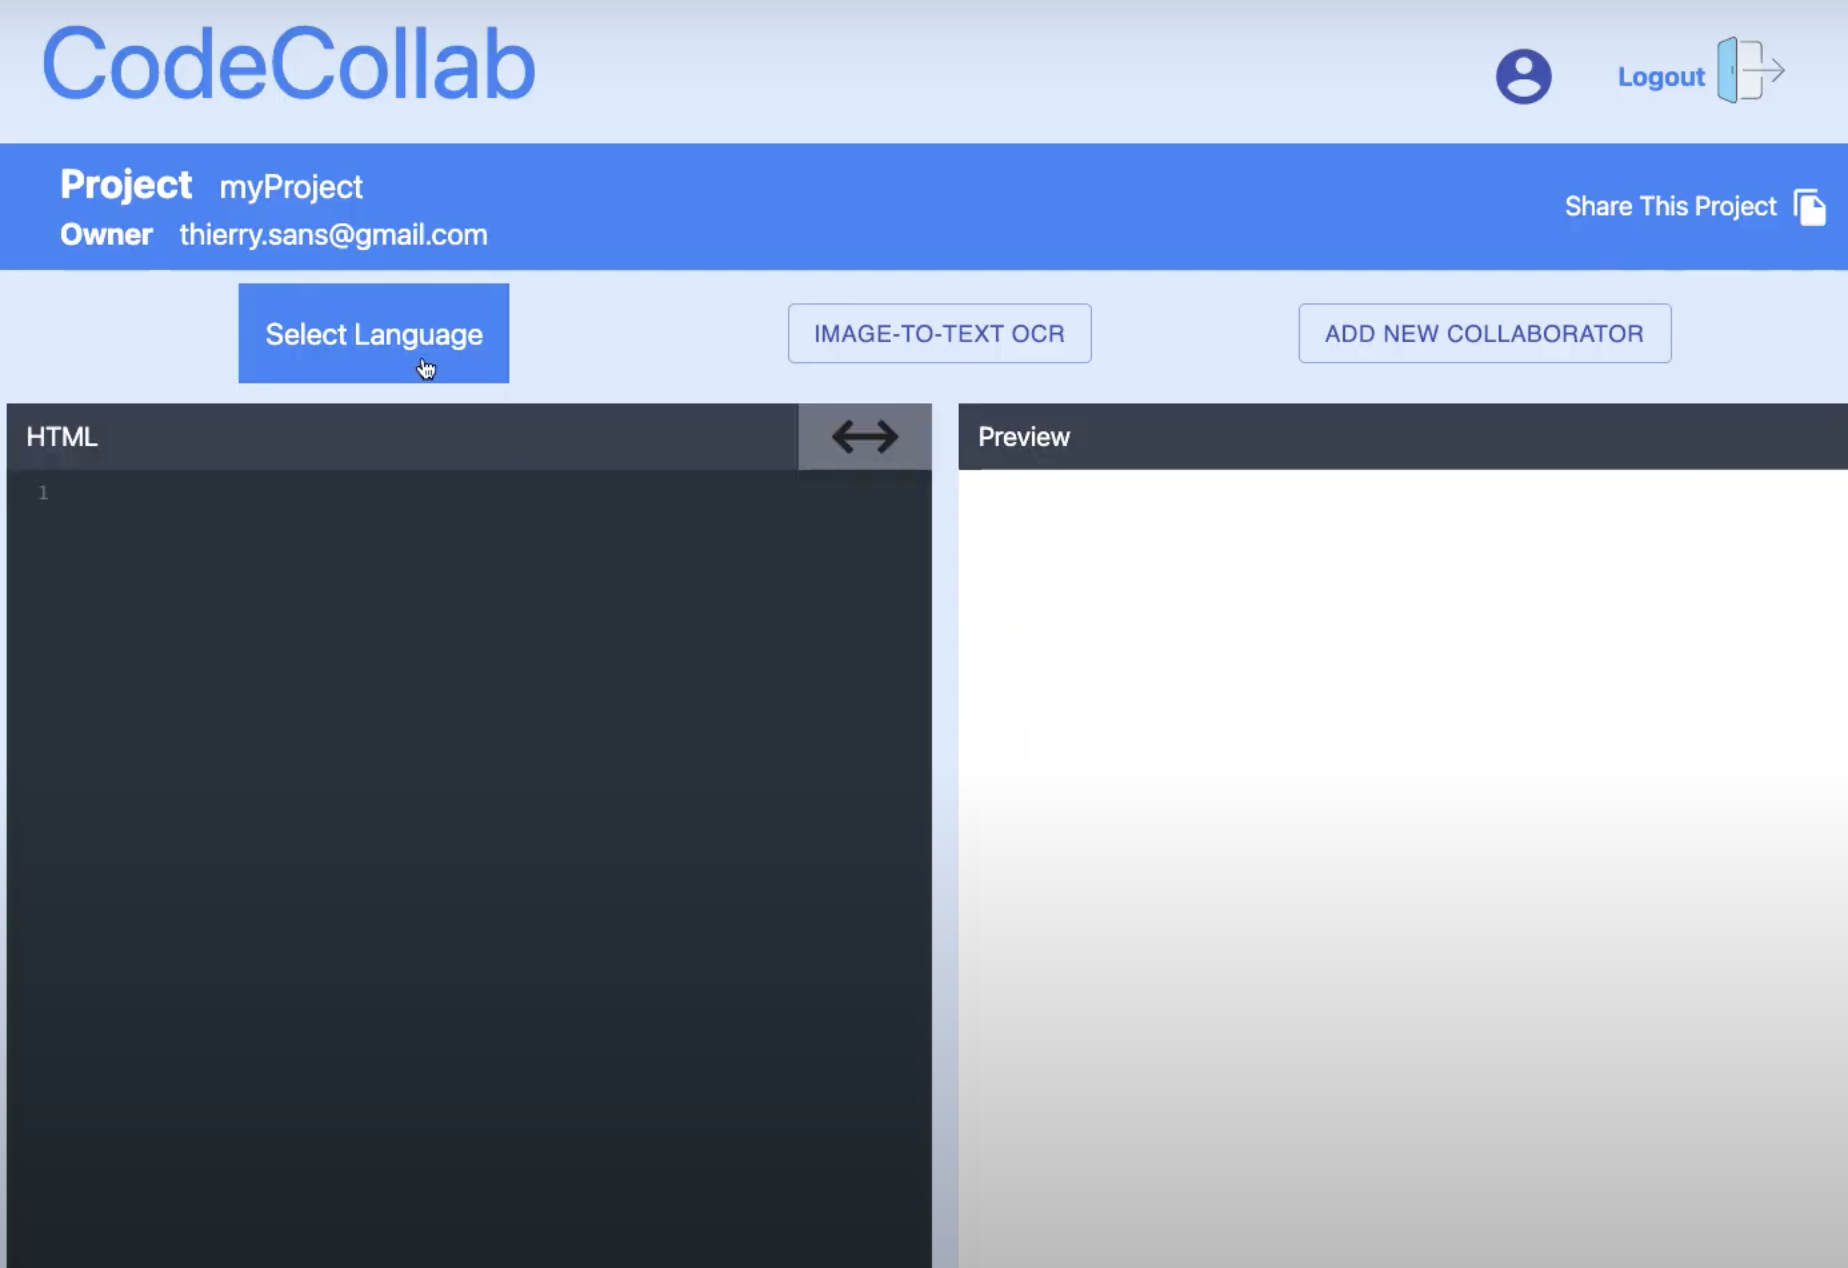 CodeCollab
Logout
Project myProject
Owner thierry.sans@gmail.com
Share This Project
Select Language
IMAGE-TO-TEXT OCR
ADD NEW COLLABORATOR
HTML
Preview
1